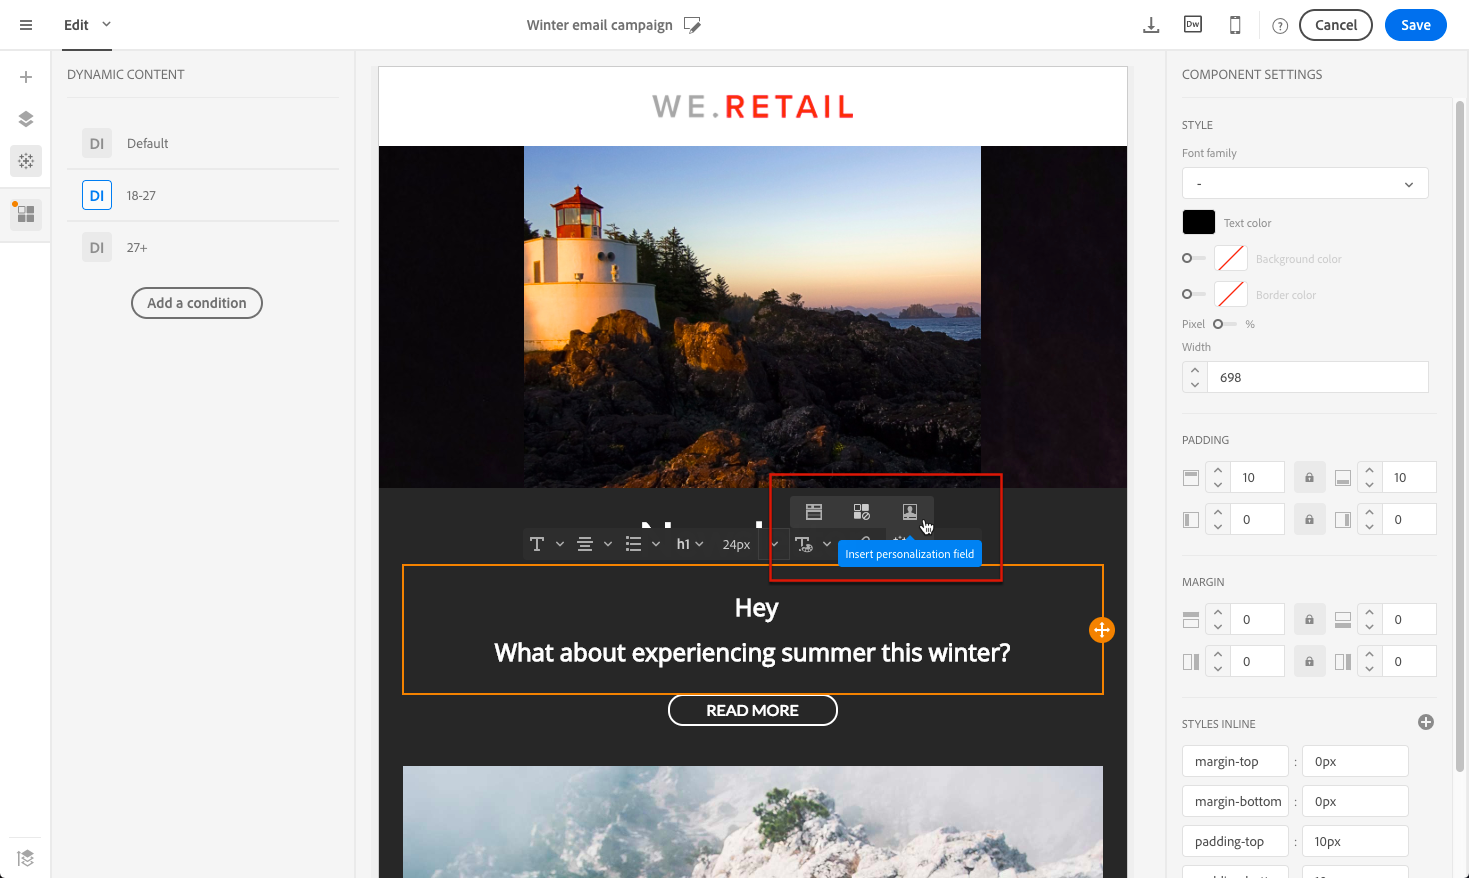 Edit
Winter email campaign
Dw
?
Cancel
Save
DYNAMIC CONTENT
DI Default
DI 18-27
DI 27+
Add a condition
WE.RETAIL
h1
24px
Insert personalization field
Hey
What about experiencing summer this winter?
READ MORE
COMPONENT SETTINGS
STYLE
Font family
-
Text color
Background color
Border color
Pixel %
Width
698
PADDING
10 10
0 0
MARGIN
0 0
0 0
STYLES INLINE
margin-top : 0px
margin-bottom : 0px
padding-top : 10px